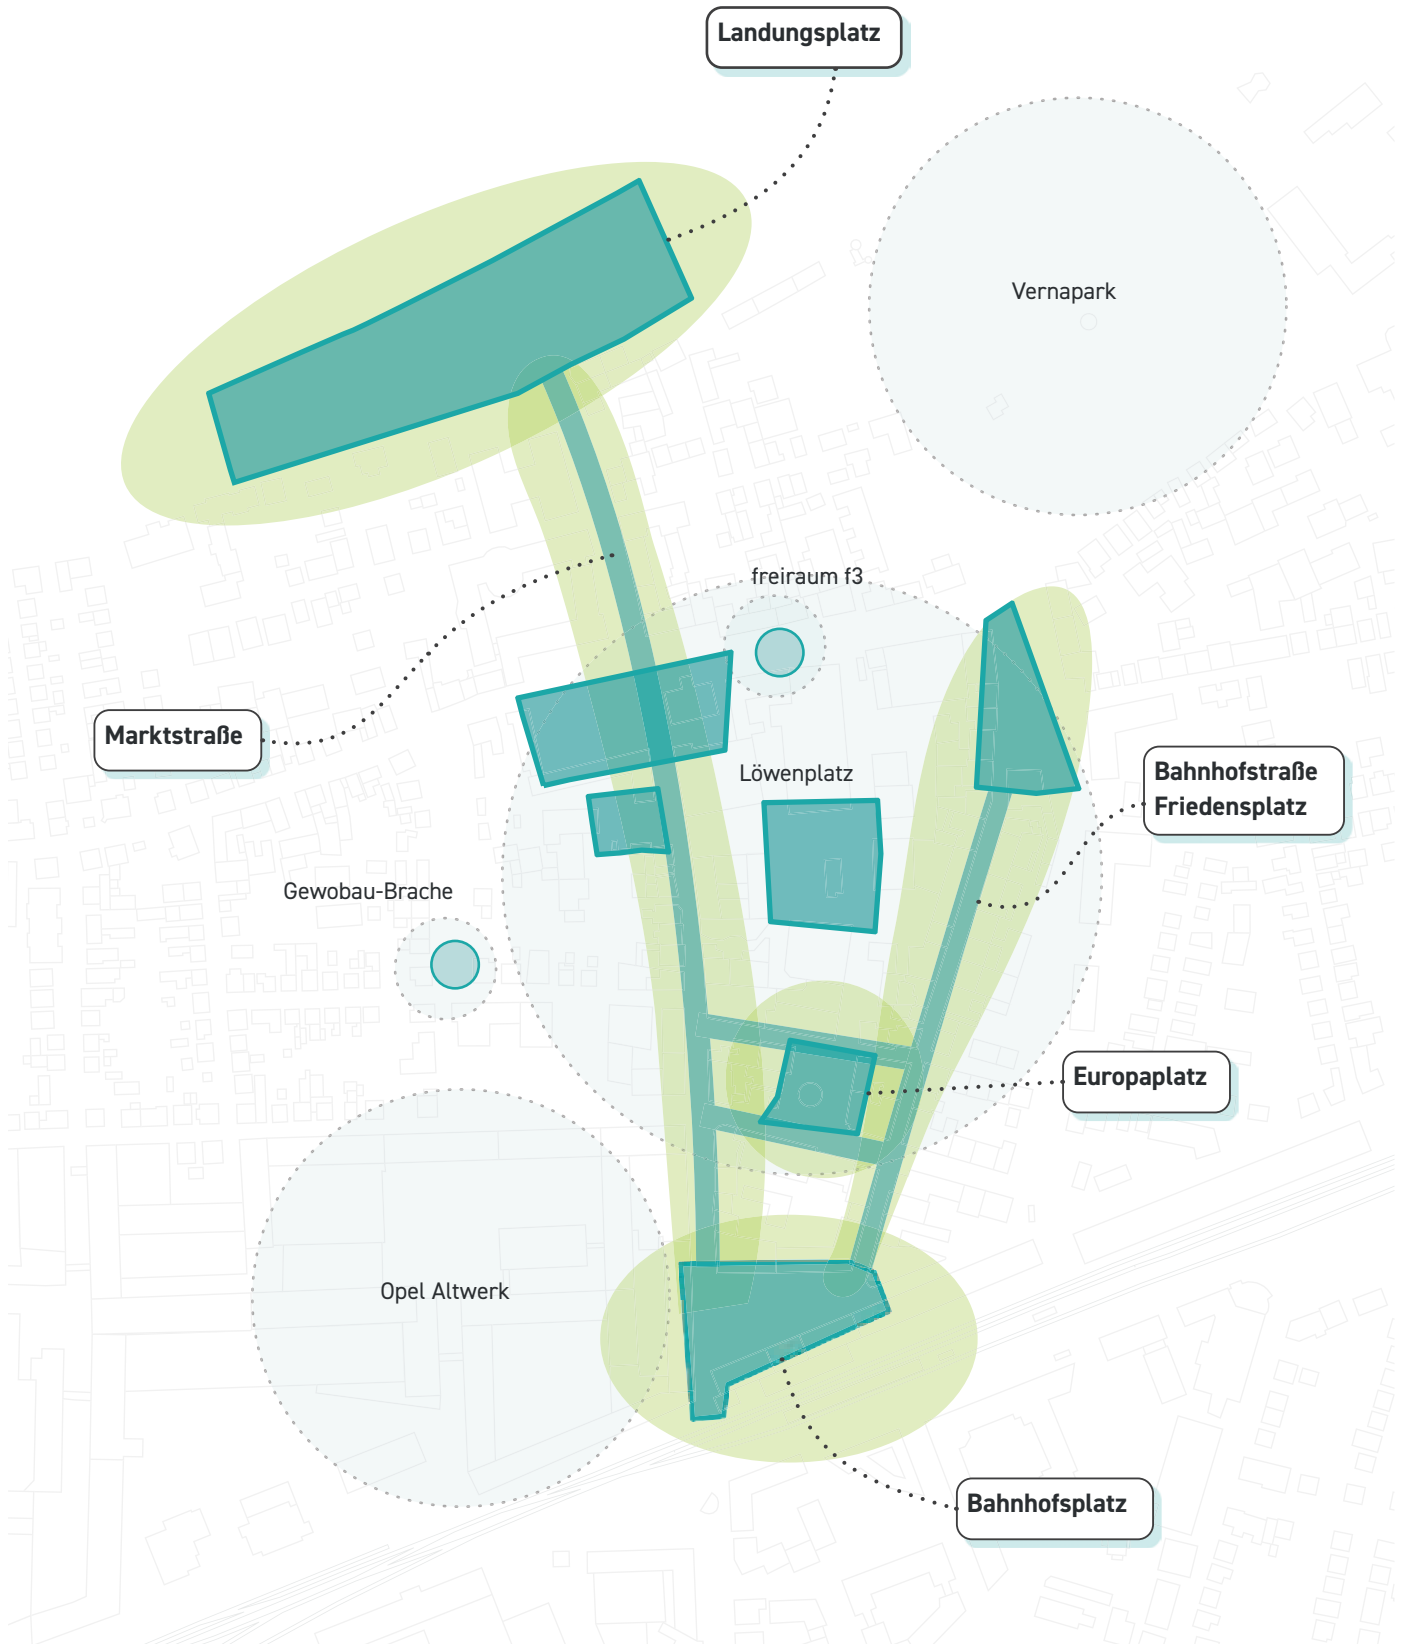 Landungsplatz
Vernapark
freiraum f3
Marktstraße
Löwenplatz
Bahnhofstraße
Friedensplatz
Gewobau-Brache
Europaplatz
Opel Altwerk
Bahnhofsplatz